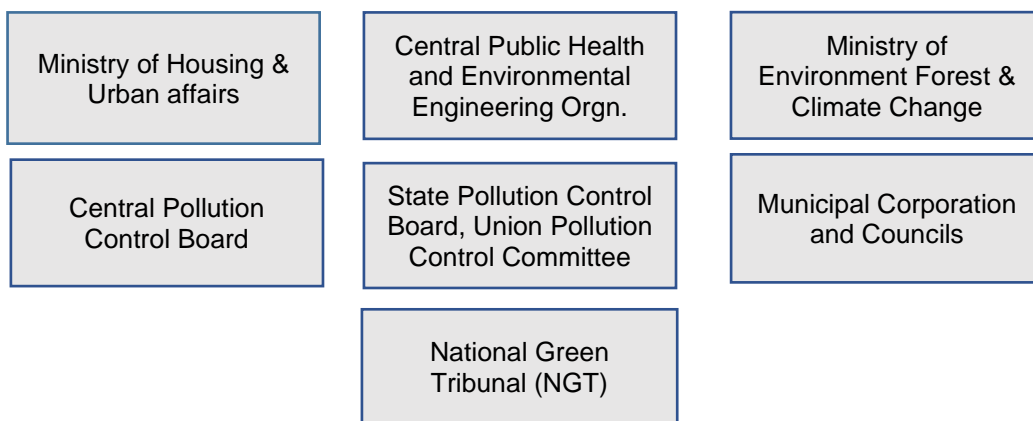 Ministry of Housing &
Urban affairs
Central Public Health
and Environmental
Engineering Orgn.
Ministry of
Environment Forest &
Climate Change
Central Pollution
Control Board
State Pollution Control
Board, Union Pollution
Control Committee
Municipal Corporation
and Councils
National Green
Tribunal (NGT)